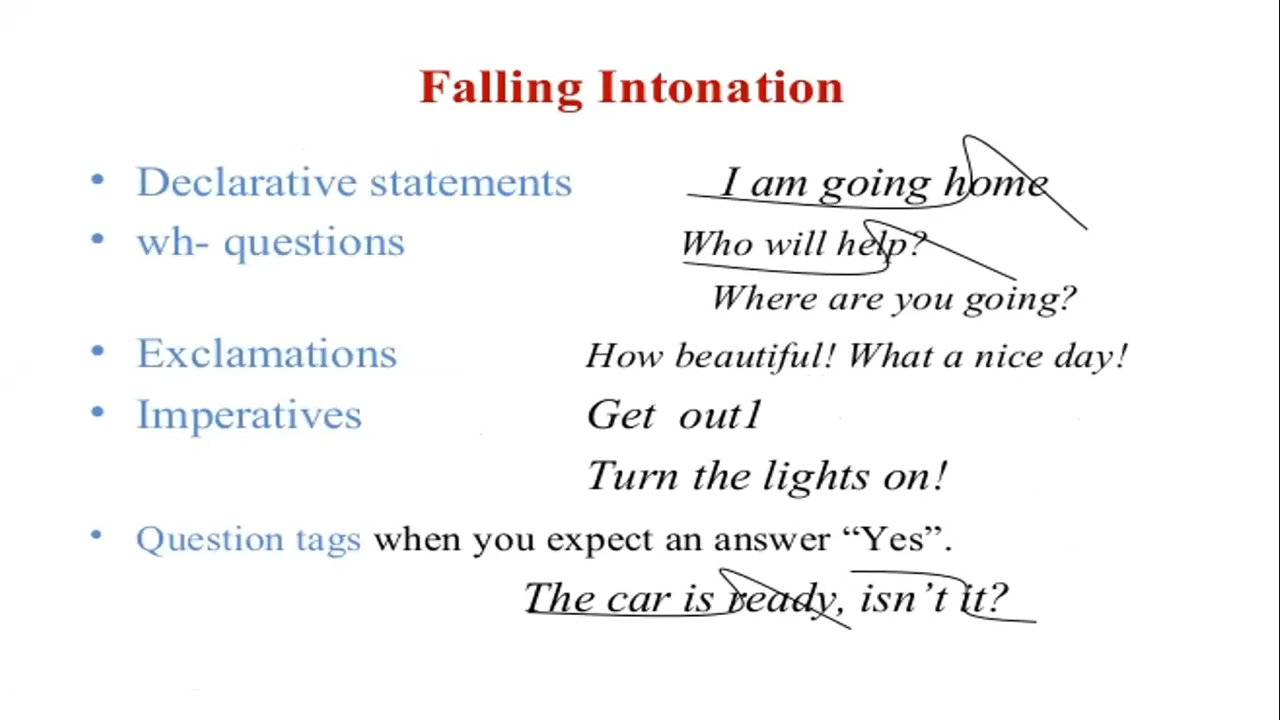 Falling Intonation
• Declarative statements I am going home
• wh- questions Who will help?
Where are you going?
• Exclamations How beautiful! What a nice day!
• Imperatives Get out1
Turn the lights on!
• Question tags when you expect an answer “Yes”.
The car is ready, isn’t it?